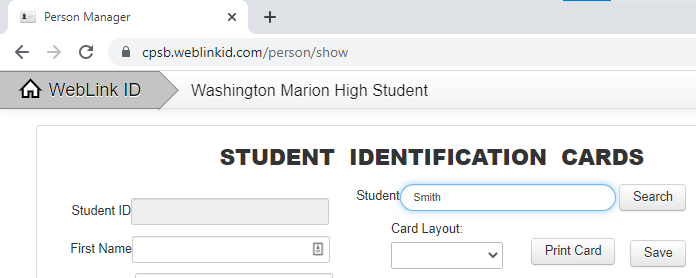 Person Manager
cpsb.weblinkid.com/person/show
WebLink ID Washington Marion High Student
STUDENT IDENTIFICATION CARDS
Student Smith Search
Student ID
Card Layout:
First Name
Print Card Save